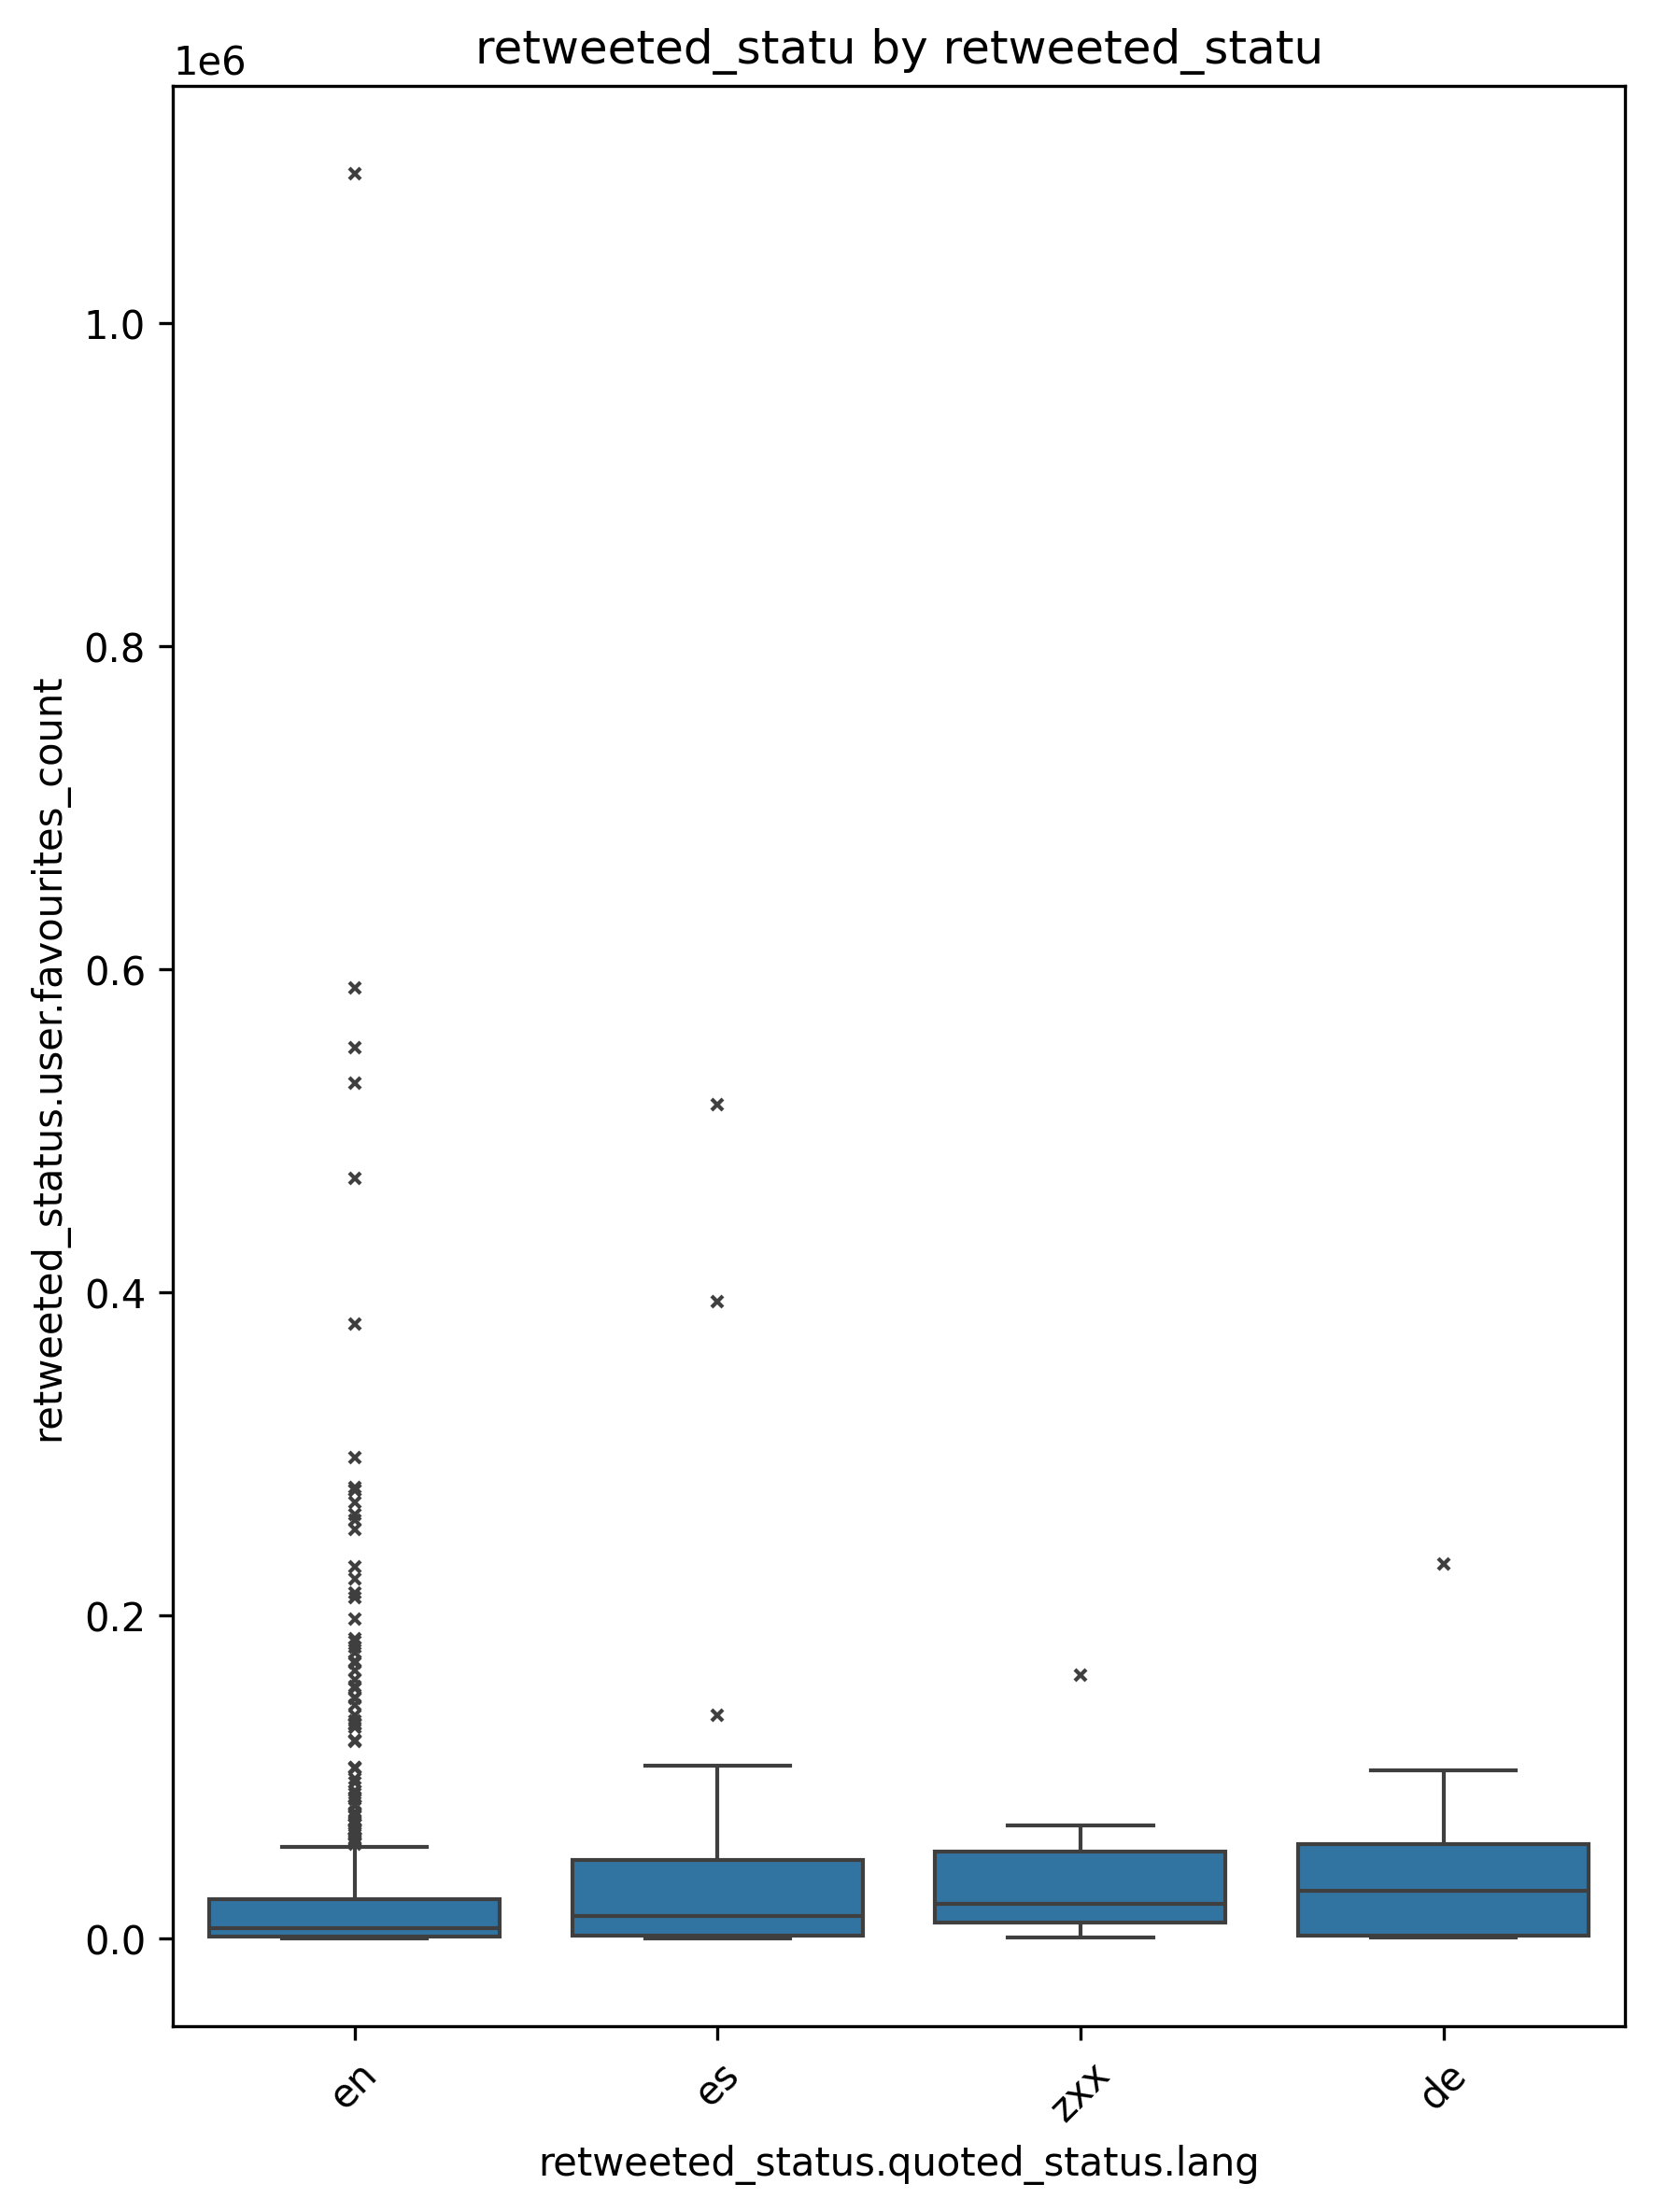 retweeted_statu by retweeted_statu
1e6
1.0
0.8
0.6
0.4
0.2
0.0
retweeted_status.user.favourites_count
en
es
zxx
de
retweeted_status.quoted_status.lang